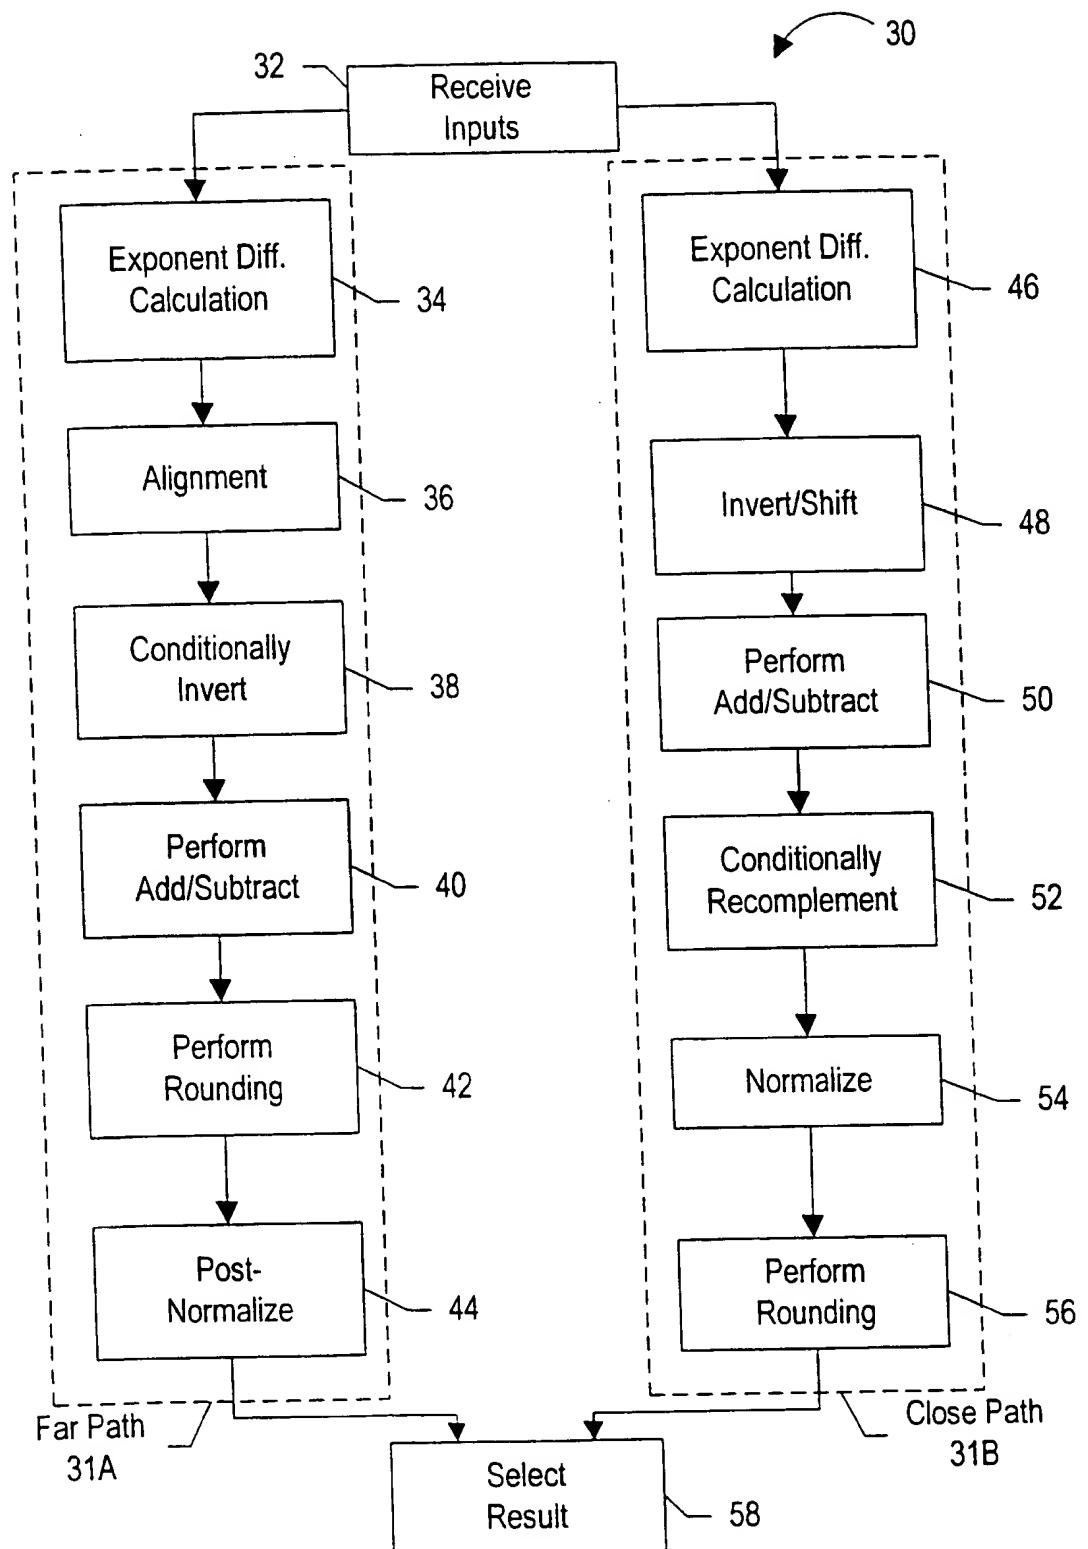 30
32
Receive
Inputs
Exponent Diff.
Calculation
34
Alignment
36
Conditionally
Invert
38
Perform
Add/Subtract
40
Perform
Rounding
42
Post-
Normalize
44
Far Path
31A
Exponent Diff.
Calculation
46
Invert/Shift
48
Perform
Add/Subtract
50
Conditionally
Recomplement
52
Normalize
54
Perform
Rounding
56
Close Path
31B
Select
Result
58